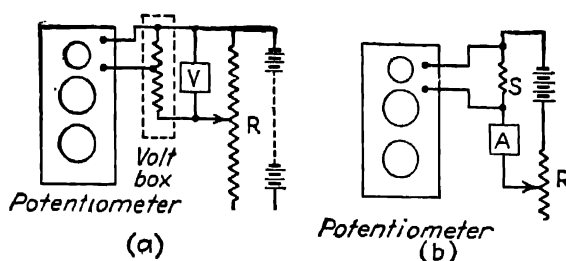 V
R
Volt
box
Potentiometer
(a)
S
A
R
Potentiometer
(b)